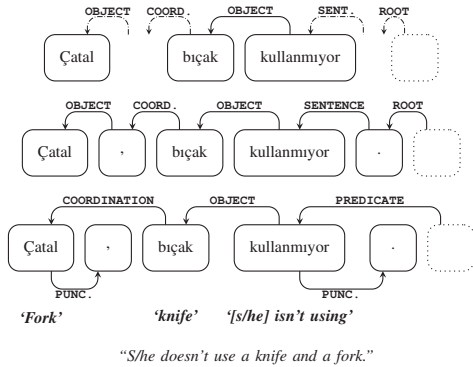 OBJECT COORD. OBJECT SENT. ROOT
Çatal bıçak kullanmıyor
OBJECT COORD. OBJECT SENTENCE ROOT
Çatal , bıçak kullanmıyor .
COORDINATION OBJECT PREDICATE
Çatal , bıçak kullanmıyor .
PUNC. PUNC.
‘Fork’ ‘knife’ ‘[s/he] isn’t using’
“S/he doesn’t use a knife and a fork.”